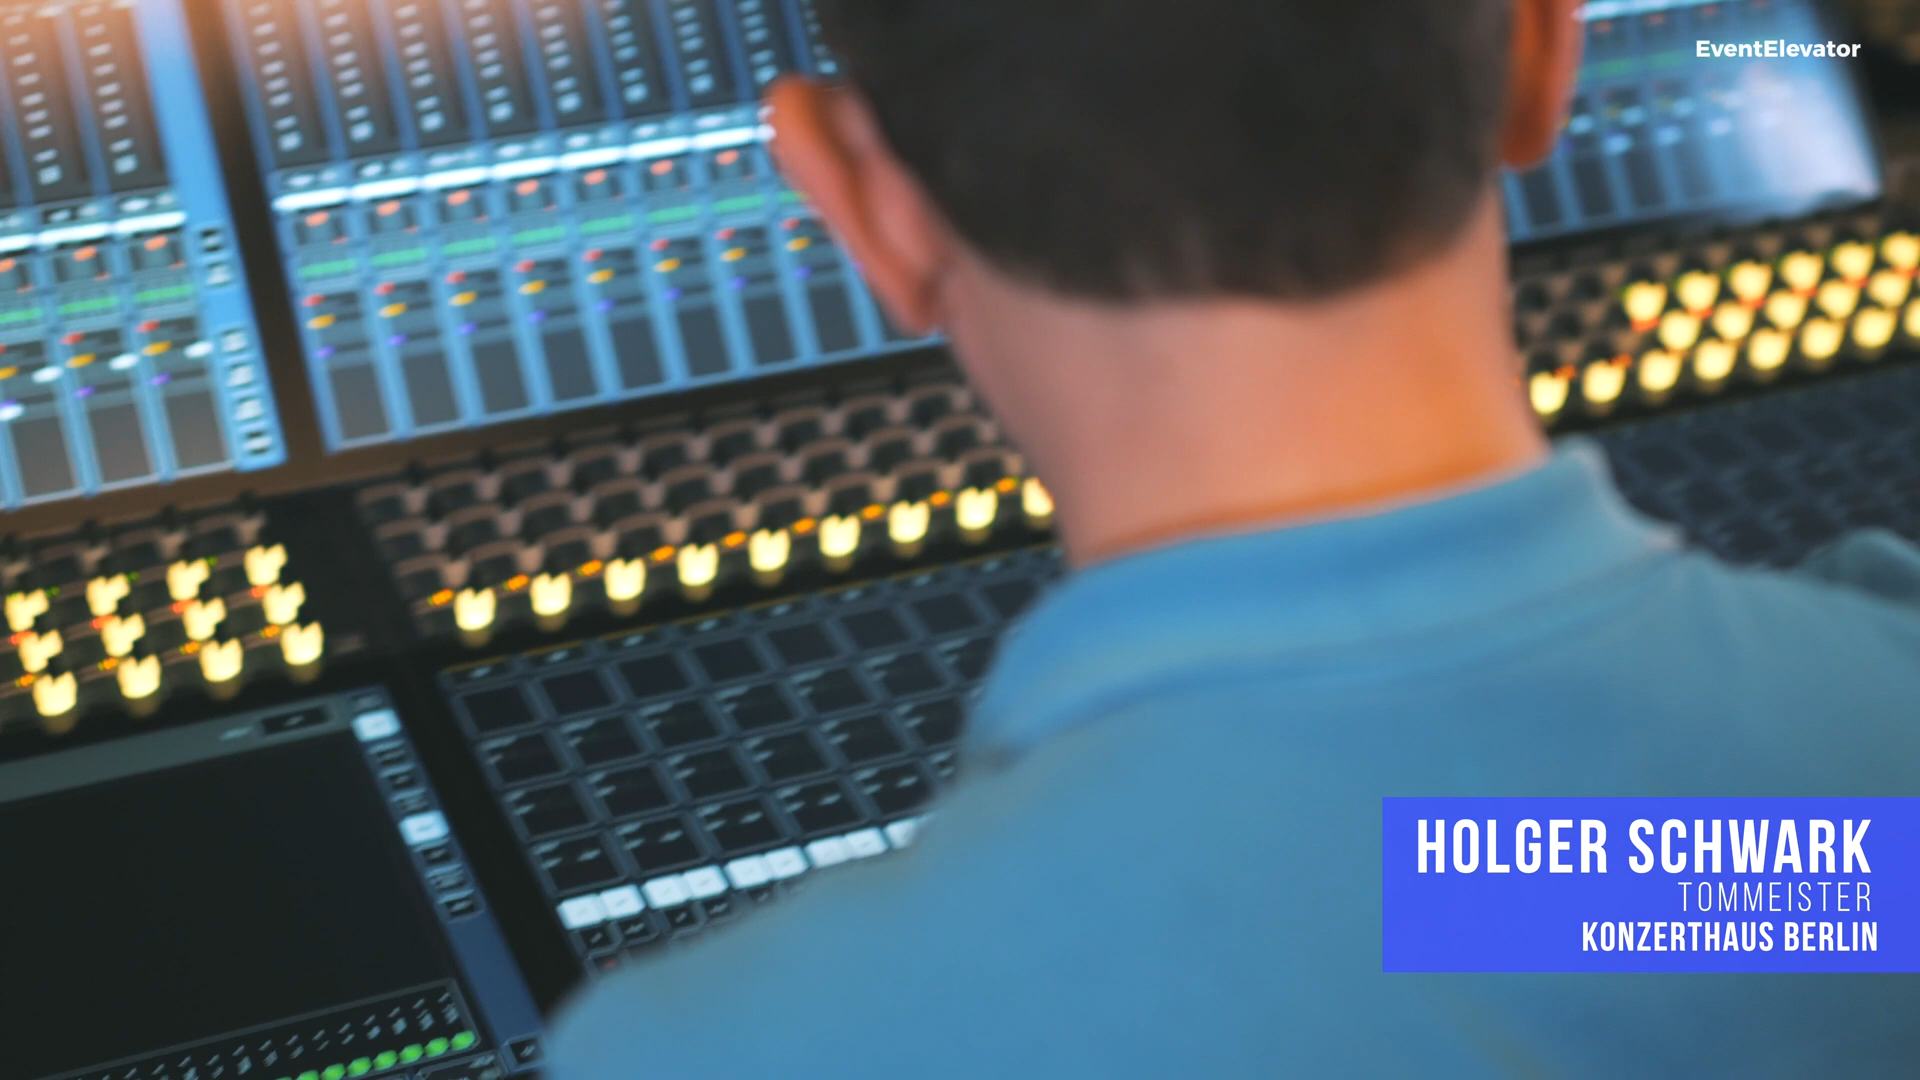 EventElevator
HOLGER SCHWARK
TOMMEISTER
KONZERTHAUS BERLIN